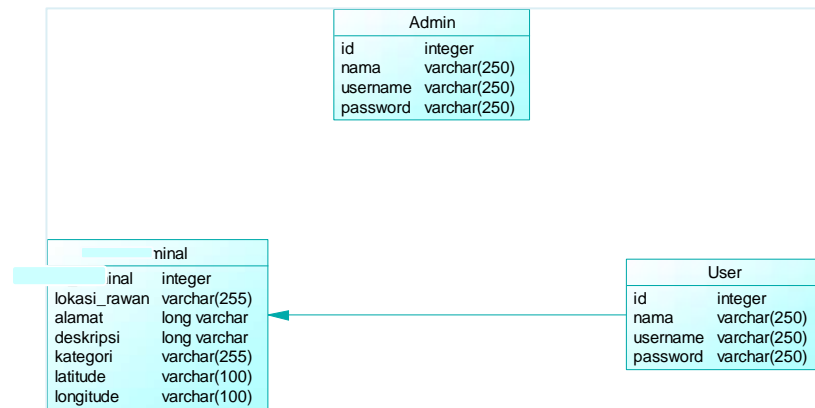 Admin
id integer
nama varchar(250)
username varchar(250)
password varchar(250)
integer
lokasi_rawan varchar(255)
alamat long varchar
deskripsi long varchar
kategori varchar(255)
latitude varchar(100)
longitude varchar(100)
User
id integer
nama varchar(250)
username varchar(250)
password varchar(250)